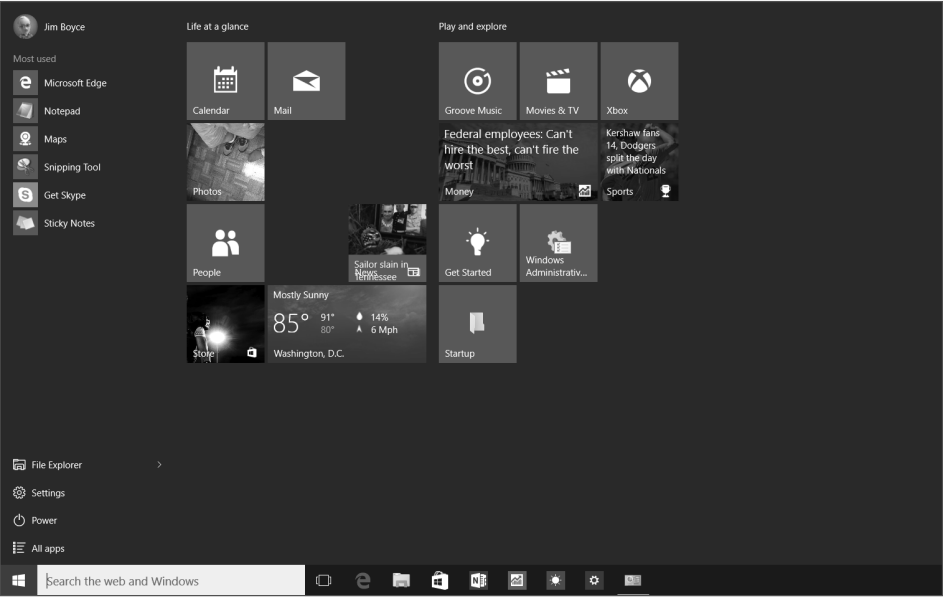 Jim Boyce
Most used
Microsoft Edge
Notepad
Maps
Snipping Tool
Get Skype
Sticky Notes
File Explorer
Settings
Power
All apps
Life at a glance
Calendar
Mail
Photos
People
Sailor slain in
Tennessee
News
Store
Mostly Sunny
85° 91° 14%
80° 6 Mph
Washington, D.C.
Play and explore
Groove Music
Movies & TV
Xbox
Federal employees: Can't
hire the best, can't fire the
worst
Money
Kershaw fans
14, Dodgers
split the day
with Nationals
Sports
Get Started
Windows
Administrativ...
Startup
Search the web and Windows